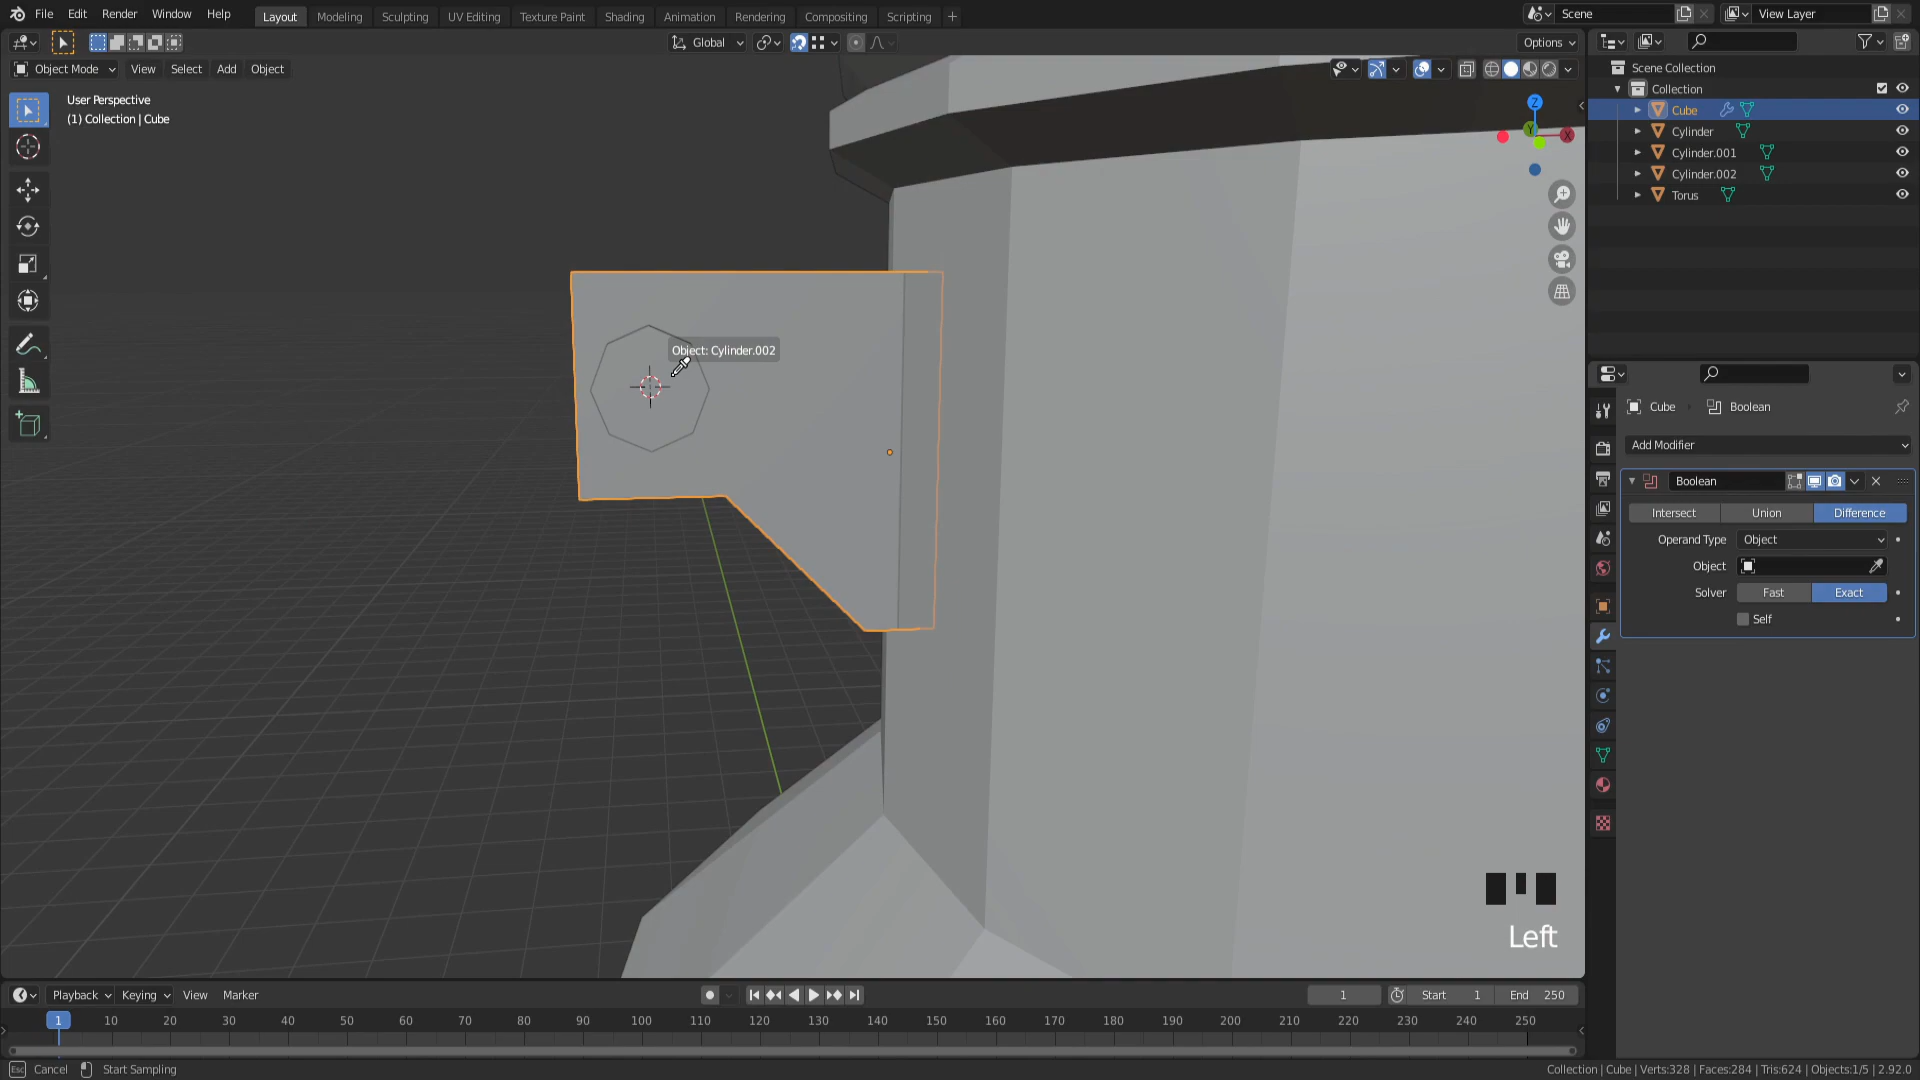 File Edit Render Window Help Layout Modeling Sculpting UV Editing Texture Paint Shading Animation Rendering Compositing Scripting + Scene View Layer
Global Options
Object Mode View Select Add Object
User Perspective
(1) Collection | Cube
Z
Y
X
Object: Cylinder.002
Left
Scene Collection
Collection
Cube
Cylinder
Cylinder.001
Cylinder.002
Torus
Cube Boolean
Add Modifier
Boolean
Intersect Union Difference
Operand Type Object
Object
Solver Fast Exact
Self
Playback Keying View Marker 1 Start 1 End 250
1 10 20 30 40 50 60 70 80 90 100 110 120 130 140 150 160 170 180 190 200 210 220 230 240 250
Esc Cancel Start Sampling Collection | Cube | Verts:328 | Faces:284 | Tris:624 | Objects:1/5 | 2.92.0